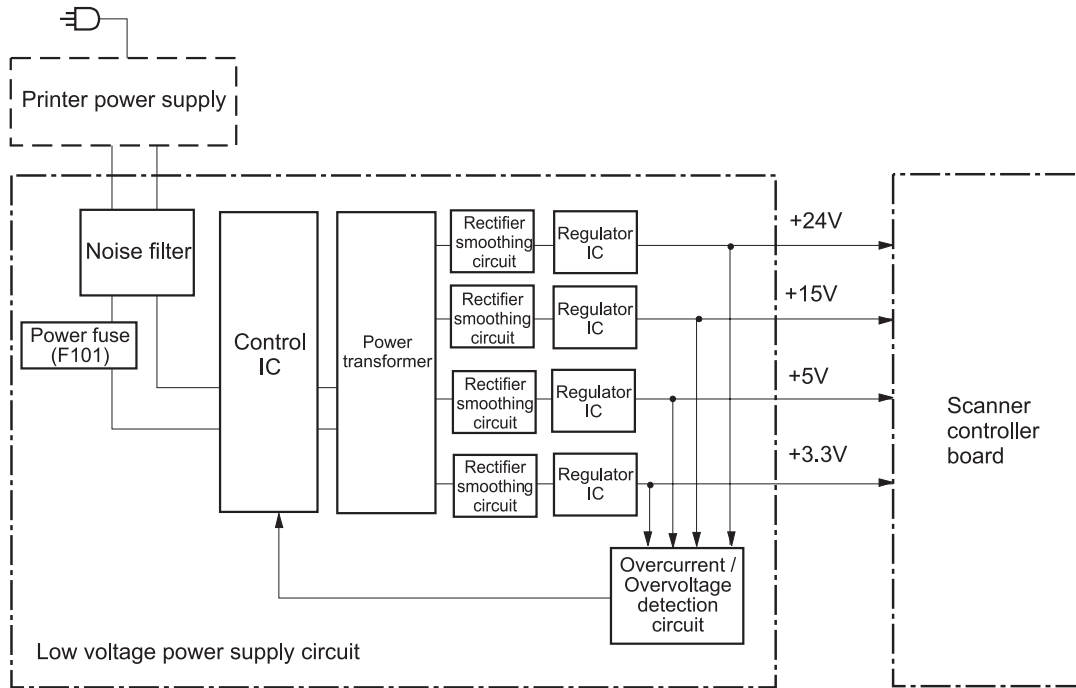 Printer power supply
Noise filter
Power fuse
(F101)
Control
IC
Power
transformer
Rectifier
smoothing
circuit
Regulator
IC
+24V
Rectifier
smoothing
circuit
Regulator
IC
+15V
Rectifier
smoothing
circuit
Regulator
IC
+5V
Rectifier
smoothing
circuit
Regulator
IC
+3.3V
Scanner
controller
board
Overcurrent /
Overvoltage
detection
circuit
Low voltage power supply circuit